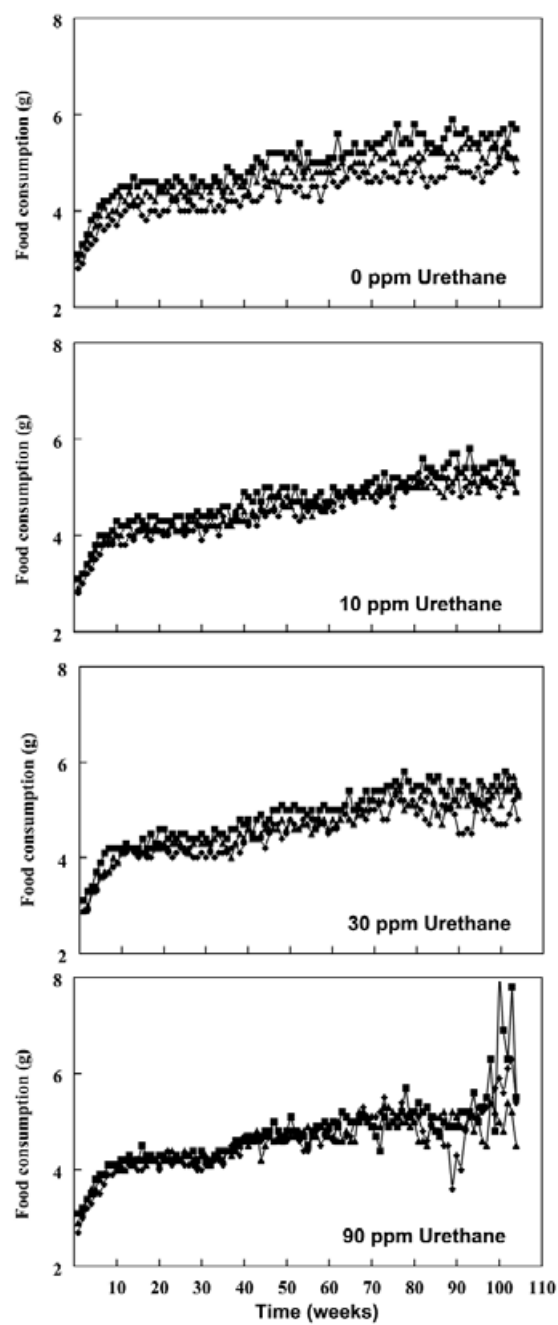 8
6
4
2
Food consumption (g)
0 ppm Urethane
8
6
4
2
Food consumption (g)
10 ppm Urethane
8
6
4
2
Food consumption (g)
30 ppm Urethane
8
6
4
2
Food consumption (g)
90 ppm Urethane
10 20 30 40 50 60 70 80 90 100 110
Time (weeks)